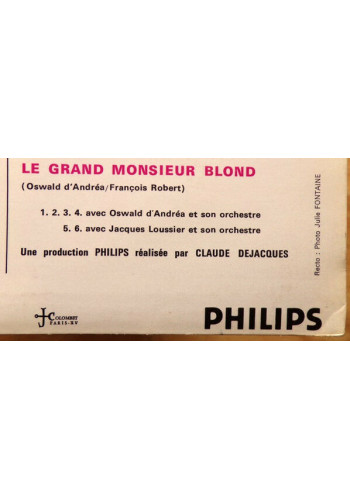 LE GRAND MONSIEUR BLOND
(Oswald d'Andréa/François Robert)
1. 2. 3. 4. avec Oswald d'Andréa et son orchestre
5. 6. avec Jacques Loussier et son orchestre
Une production PHILIPS réalisée par CLAUDE DEJACQUES
Recto : Photo Julie FONTAINE
J COLOMBET
PARIS-XV
PHILIPS